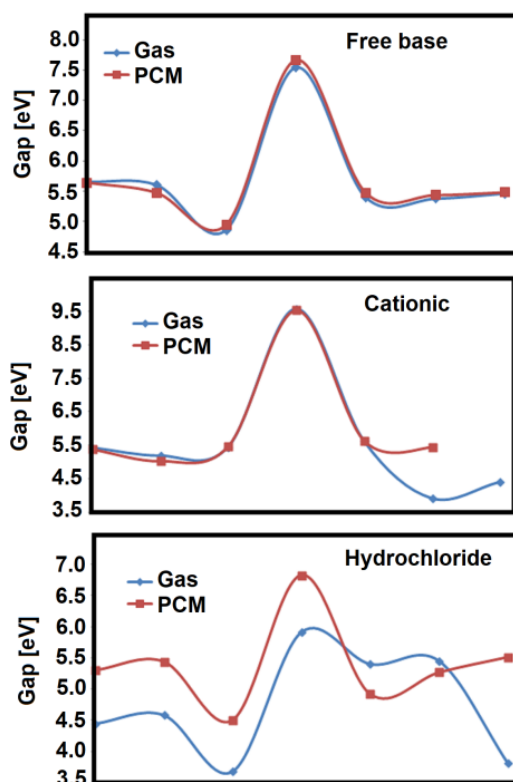 Free base
Gas
PCM
Gap [eV]
8.0
7.5
7.0
6.5
6.0
5.5
5.0
4.5
Cationic
Gas
PCM
Gap [eV]
9.5
8.5
7.5
6.5
5.5
4.5
3.5
Hydrochloride
Gas
PCM
Gap [eV]
7.0
6.5
6.0
5.5
5.0
4.5
4.0
3.5